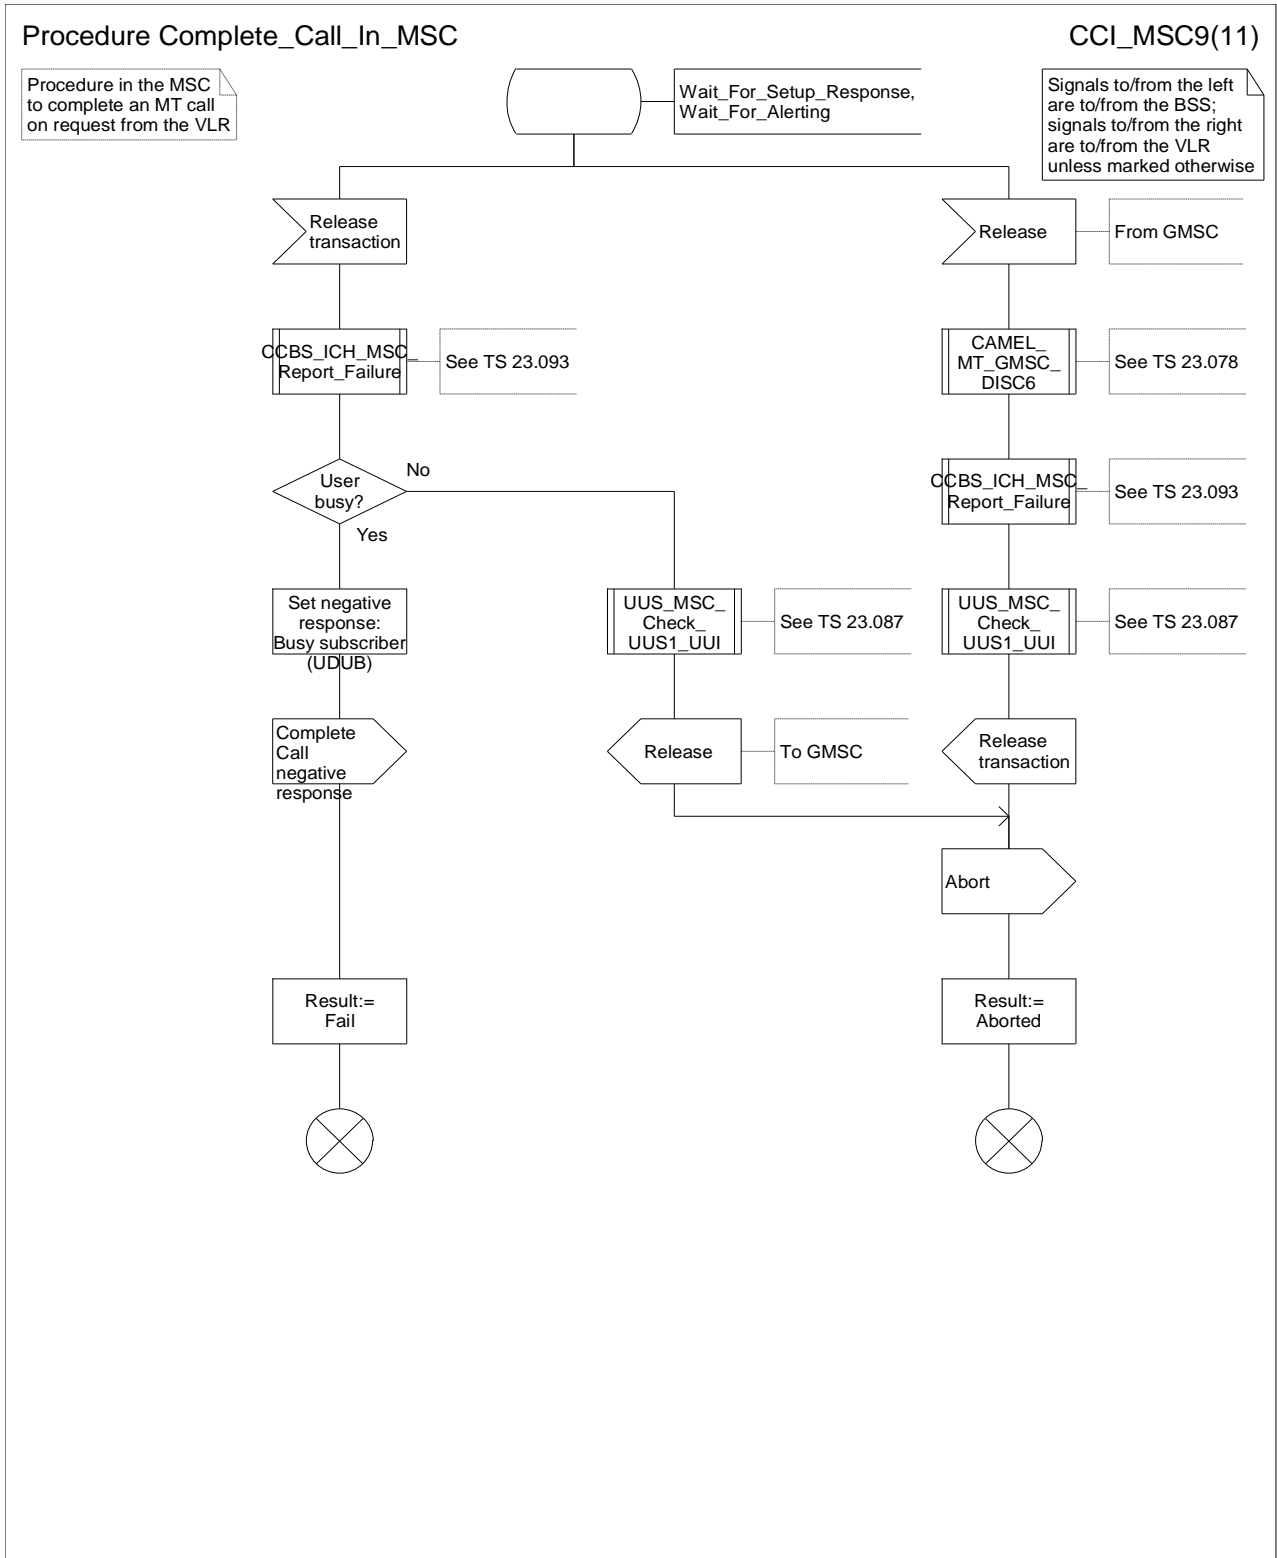 Procedure Complete_Call_In_MSC
CCI_MSC9(11)
Procedure in the MSC
to complete an MT call
on request from the VLR
Wait_For_Setup_Response,
Wait_For_Alerting
Signals to/from the left
are to/from the BSS;
signals to/from the right
are to/from the VLR
unless marked otherwise
Release
transaction
Release
From GMSC
CCBS_ICH_MSC_
Report_Failure
See TS 23.093
CAMEL_
MT_GMSC_
DISC6
See TS 23.078
User
busy?
No
Yes
CCBS_ICH_MSC_
Report_Failure
See TS 23.093
Set negative
response:
Busy subscriber
(UDUB)
UUS_MSC_
Check_
UUS1_UUI
See TS 23.087
UUS_MSC_
Check_
UUS1_UUI
See TS 23.087
Complete
Call
negative
response
Release
To GMSC
Release
transaction
Abort
Result:=
Fail
Result:=
Aborted